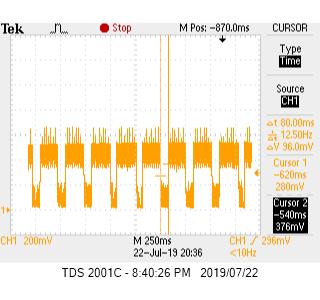 Tek
Stop
M Pos: -870.0ms
CURSOR
Type
Time
Source
CH1
Δt 80.00ms
12.50Hz
ΔV 96.0mV
Cursor 1
-620ms
280mV
Cursor 2
-540ms
376mV
1
CH1 200mV
M 250ms
CH1 / 296mV
22-Jul-19 20:36
<10Hz
TDS 2001C - 8:40:26 PM 2019/07/22